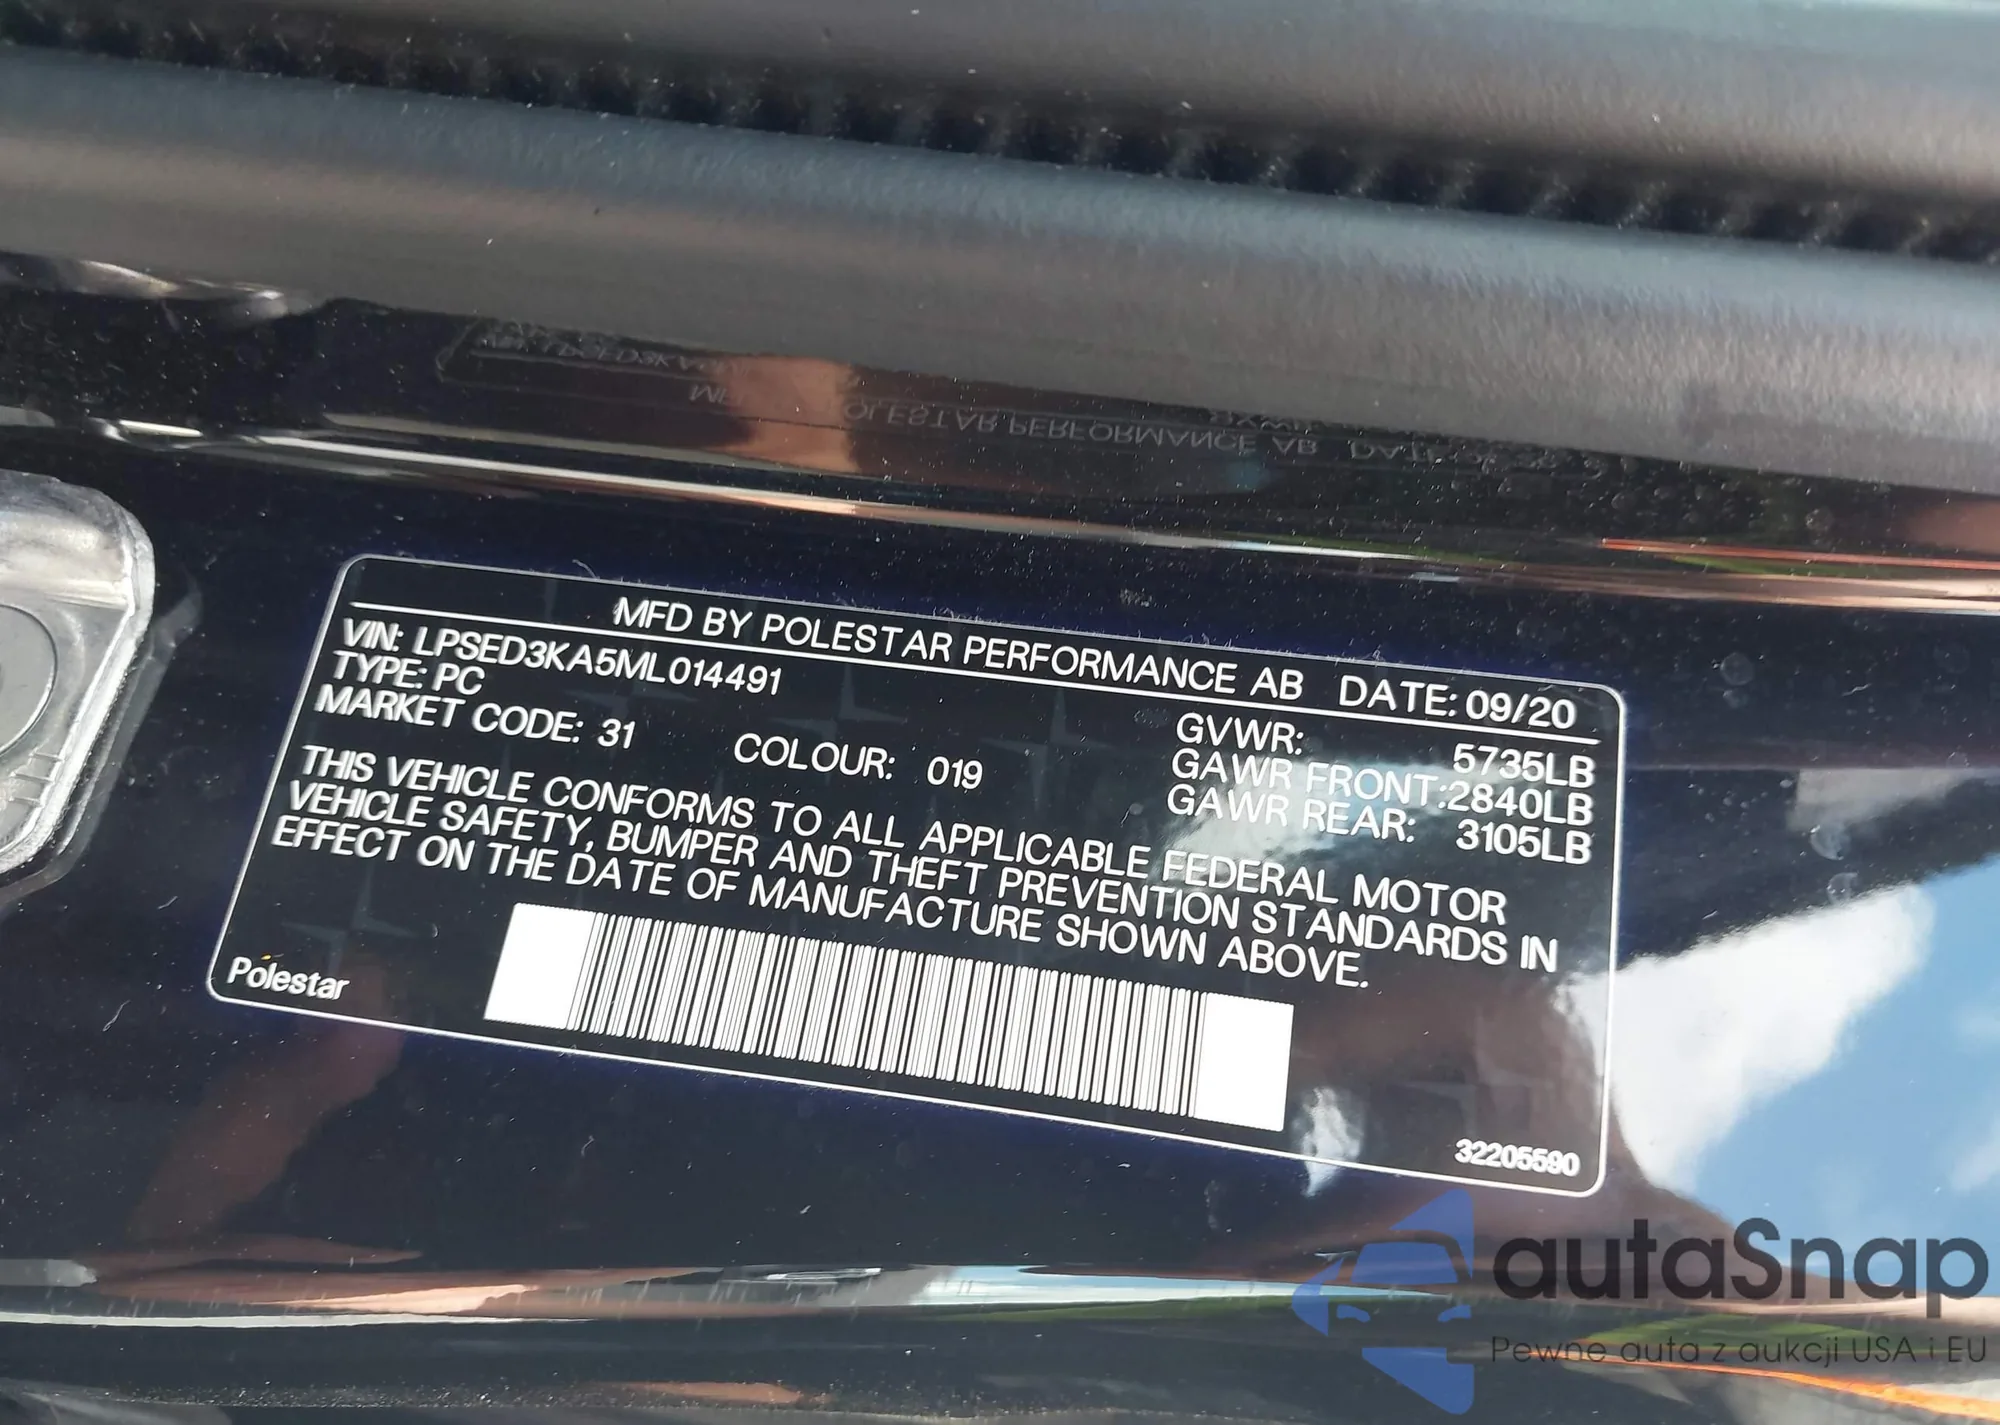 MFD BY POLESTAR PERFORMANCE AB DATE: 09/20
VIN: LPSED3KA5ML014491
TYPE: PC
MARKET CODE: 31 COLOUR: 019
GVWR: 5735LB
GAWR FRONT: 2840LB
GAWR REAR: 3105LB
THIS VEHICLE CONFORMS TO ALL APPLICABLE FEDERAL MOTOR
VEHICLE SAFETY, BUMPER AND THEFT PREVENTION STANDARDS IN
EFFECT ON THE DATE OF MANUFACTURE SHOWN ABOVE.
Polestar
32205590
autaSnap
Pewne auta z aukcji USA i EU